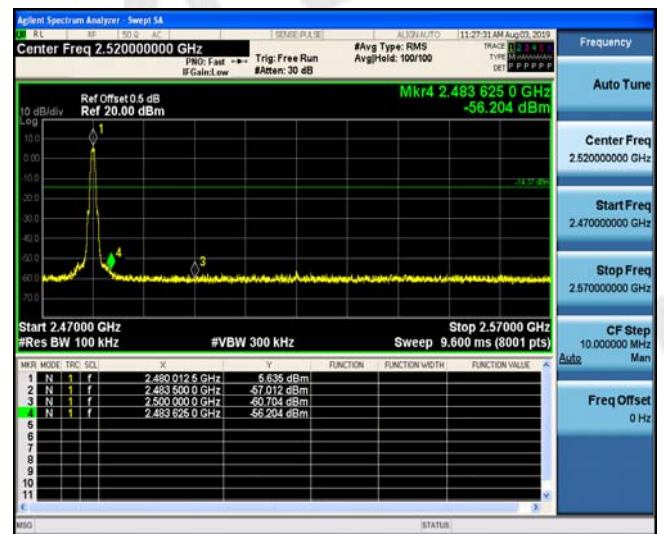 Agilent Spectrum Analyzer - Swept SA
RL RF 50 Ω AC SENSE:PULSE ALIGN AUTO 11:27:31 AM Aug 03, 2019
Center Freq 2.520000000 GHz
PNO: Fast Trig: Free Run
IFGain:Low #Atten: 30 dB
#Avg Type: RMS
Avg|Hold: 100/100
TRACE 1 2 3 4 5 6
TYPE
DET P P P P P P
Frequency
Auto Tune
Center Freq
2.520000000 GHz
Start Freq
2.470000000 GHz
Stop Freq
2.570000000 GHz
CF Step
10.000000 MHz
Auto Man
Freq Offset
0 Hz
Mkr4 2.483 625 0 GHz
-56.204 dBm
Ref Offset 0.5 dB
10 dB/div Ref 20.00 dBm
Log
10.0
0.00
-10.0
-20.0
-30.0
-40.0
-50.0
-60.0
-70.0
1
4
3
-14.37 dBm
Start 2.47000 GHz Stop 2.57000 GHz
#Res BW 100 kHz #VBW 300 kHz Sweep 9.600 ms (8001 pts)
MKR MODE TRC SCL X Y FUNCTION FUNCTION WIDTH FUNCTION VALUE
1 N 1 f 2.480 012 5 GHz 5.635 dBm
2 N 1 f 2.483 500 0 GHz -57.012 dBm
3 N 1 f 2.500 000 0 GHz -60.704 dBm
4 N 1 f 2.483 625 0 GHz -56.204 dBm
5
6
7
8
9
10
11
MSG STATUS